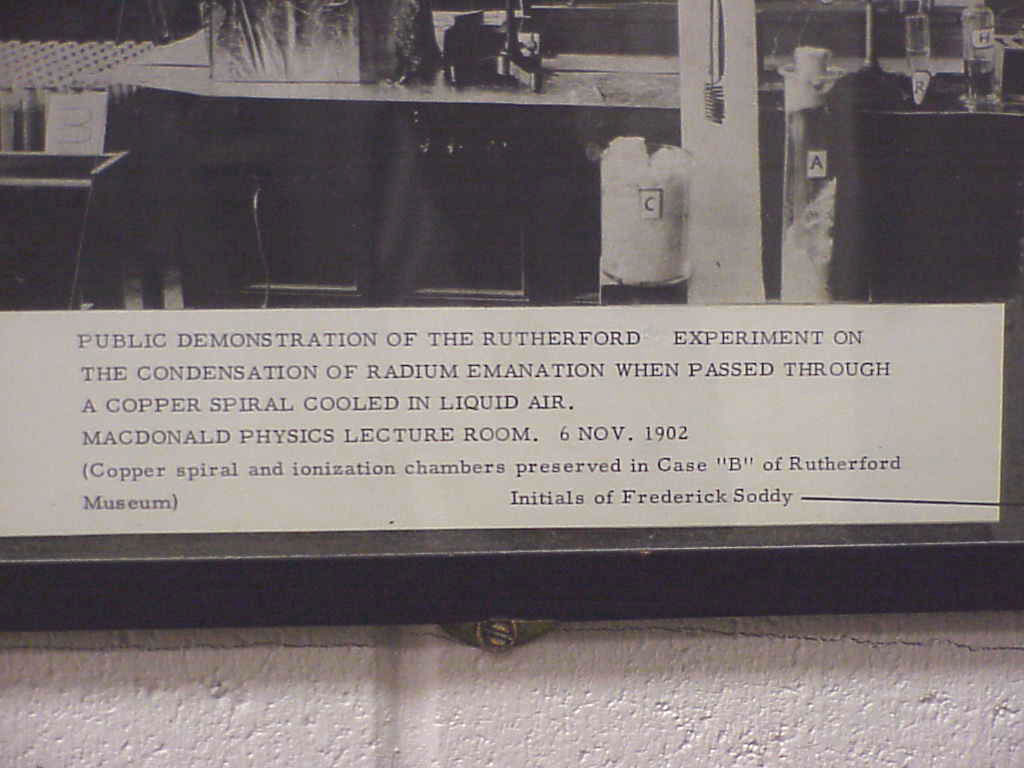 R
H
A
C
PUBLIC DEMONSTRATION OF THE RUTHERFORD EXPERIMENT ON
THE CONDENSATION OF RADIUM EMANATION WHEN PASSED THROUGH
A COPPER SPIRAL COOLED IN LIQUID AIR.
MACDONALD PHYSICS LECTURE ROOM. 6 NOV. 1902
(Copper spiral and ionization chambers preserved in Case "B" of Rutherford
Museum) Initials of Frederick Soddy